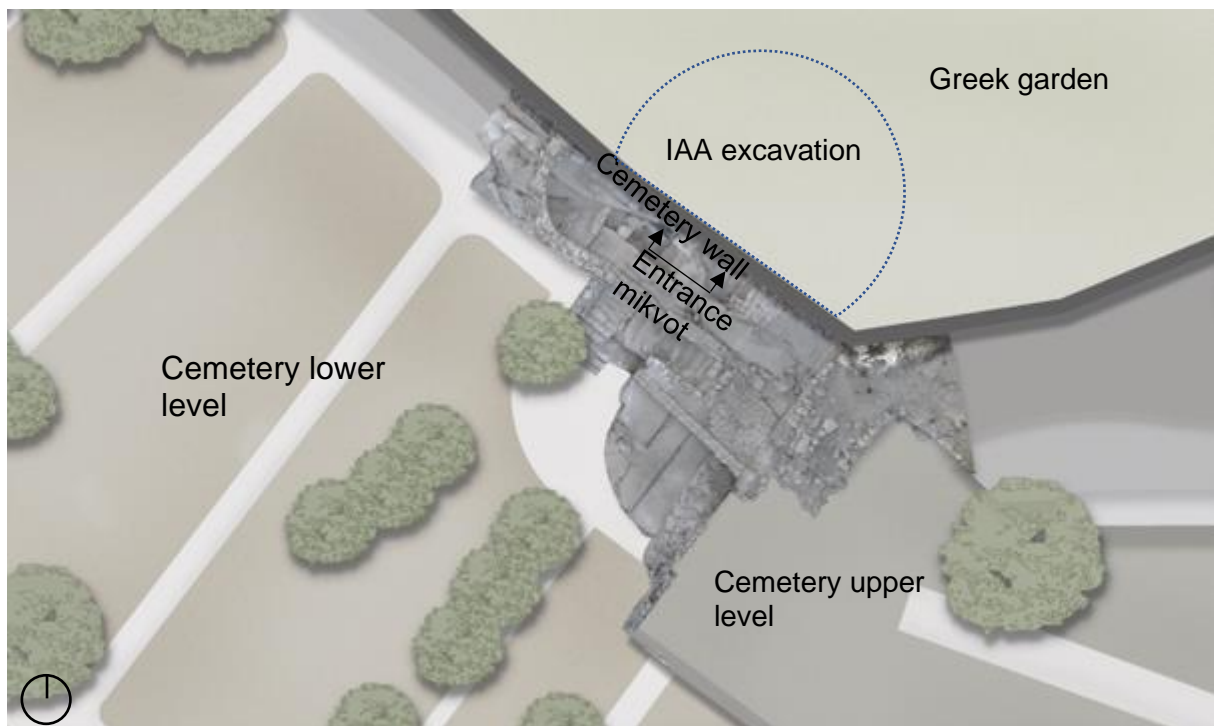 Greek garden
IAA excavation
Cemetery wall
Entrance
mikvot
Cemetery lower
level
Cemetery upper
level